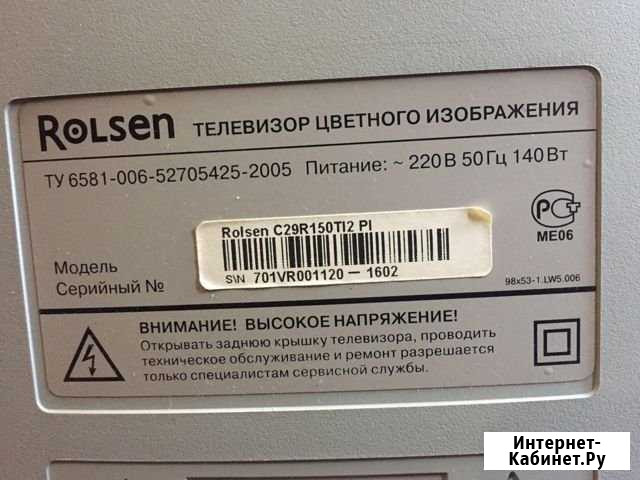 ROLSEN ТЕЛЕВИЗОР ЦВЕТНОГО ИЗОБРАЖЕНИЯ
ТУ 6581-006-52705425-2005 Питание: ~ 220 В 50 Гц 140 Вт
Rolsen C29R150TI2 PI
РСТ
ME06
Модель
Серийный №
S\N 701VR001120 - 1602
98x53-1.LW5.006
ВНИМАНИЕ! ВЫСОКОЕ НАПРЯЖЕНИЕ!
Открывать заднюю крышку телевизора, проводить
техническое обслуживание и ремонт разрешается
только специалистам сервисной службы.
Интернет-
Кабинет.Ру